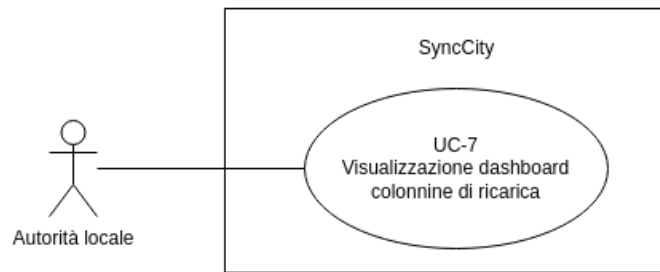 SyncCity
UC-7
Visualizzazione dashboard
colonnine di ricarica
Autorità locale